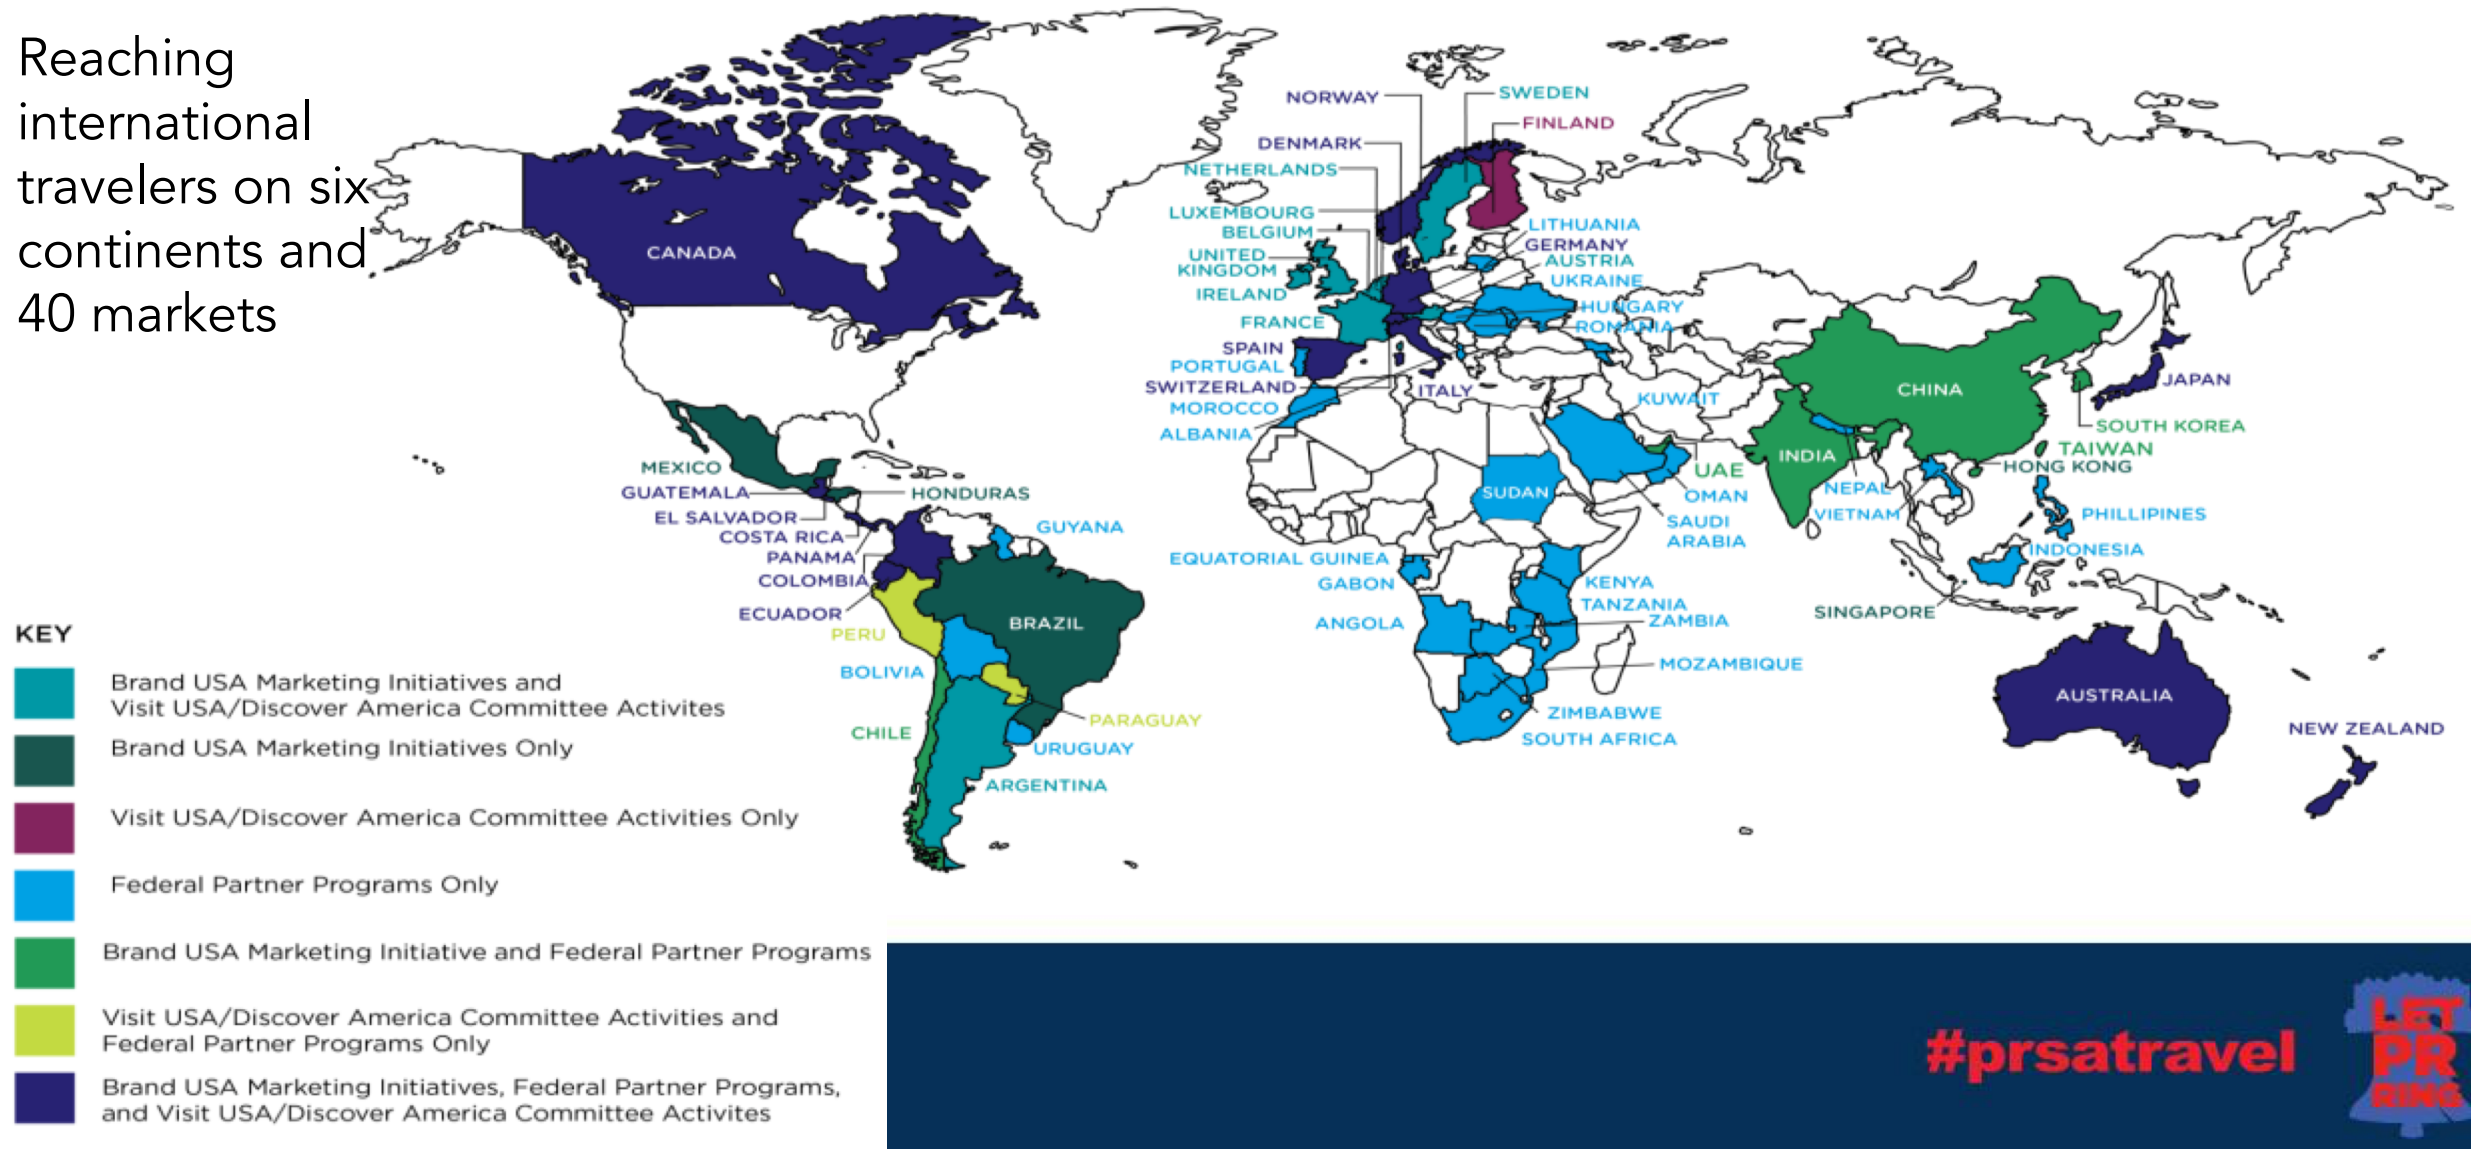 Reaching
international
travelers on six
continents and
40 markets
NORWAY
SWEDEN
FINLAND
DENMARK
NETHERLANDS
LUXEMBOURG
BELGIUM
UNITED
KINGDOM
IRELAND
FRANCE
SPAIN
PORTUGAL
SWITZERLAND
MOROCCO
ALBANIA
LITHUANIA
GERMANY
AUSTRIA
UKRAINE
HUNGARY
ROMANIA
ITALY
KUWAIT
CANADA
MEXICO
GUATEMALA
HONDURAS
EL SALVADOR
COSTA RICA
PANAMA
COLOMBIA
ECUADOR
GUYANA
PERU
BRAZIL
BOLIVIA
CHILE
PARAGUAY
URUGUAY
ARGENTINA
SUDAN
EQUATORIAL GUINEA
GABON
ANGOLA
KENYA
TANZANIA
ZAMBIA
MOZAMBIQUE
ZIMBABWE
SOUTH AFRICA
UAE
OMAN
SAUDI
ARABIA
CHINA
INDIA
NEPAL
VIETNAM
JAPAN
SOUTH KOREA
TAIWAN
HONG KONG
PHILLIPINES
INDONESIA
SINGAPORE
AUSTRALIA
NEW ZEALAND
KEY
Brand USA Marketing Initiatives and
Visit USA/Discover America Committee Activites
Brand USA Marketing Initiatives Only
Visit USA/Discover America Committee Activities Only
Federal Partner Programs Only
Brand USA Marketing Initiative and Federal Partner Programs
Visit USA/Discover America Committee Activities and
Federal Partner Programs Only
Brand USA Marketing Initiatives, Federal Partner Programs,
and Visit USA/Discover America Committee Activites
#prsatravel
LET
PR
RING